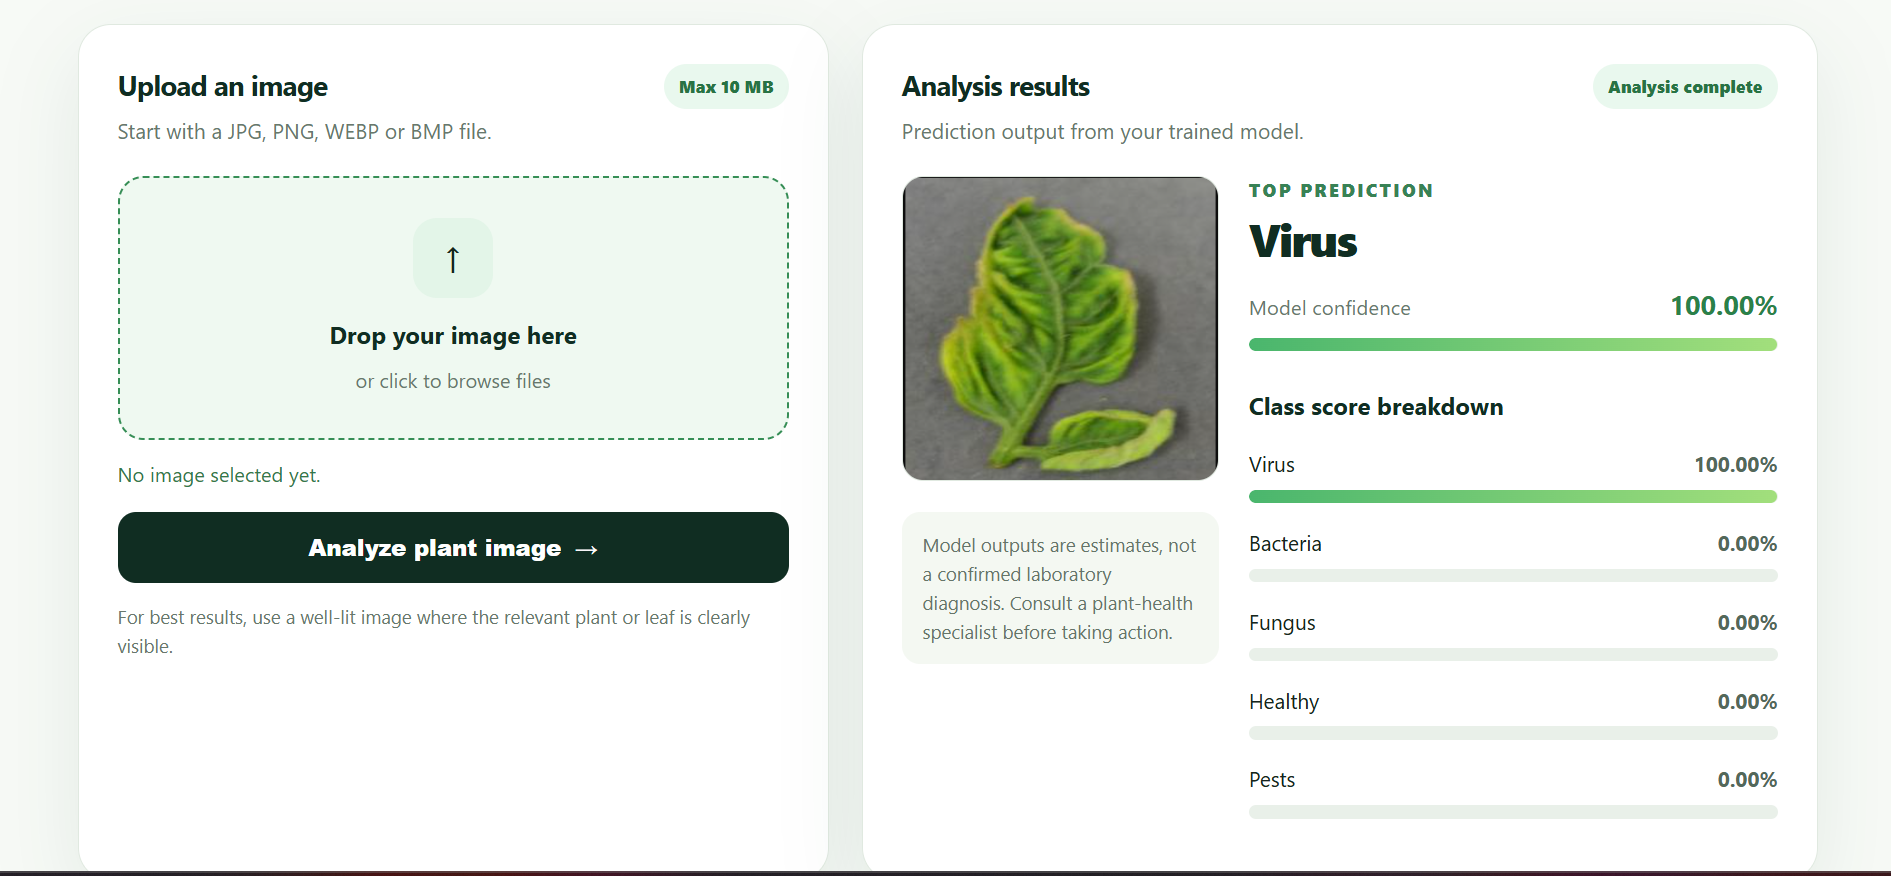 Upload an image
Max 10 MB
Start with a JPG, PNG, WEBP or BMP file.
↑
Drop your image here
or click to browse files
No image selected yet.
Analyze plant image →
For best results, use a well-lit image where the relevant plant or leaf is clearly
visible.
Analysis results
Analysis complete
Prediction output from your trained model.
TOP PREDICTION
Virus
Model confidence 100.00%
Class score breakdown
Virus 100.00%
Bacteria 0.00%
Fungus 0.00%
Healthy 0.00%
Pests 0.00%
Model outputs are estimates, not
a confirmed laboratory
diagnosis. Consult a plant-health
specialist before taking action.